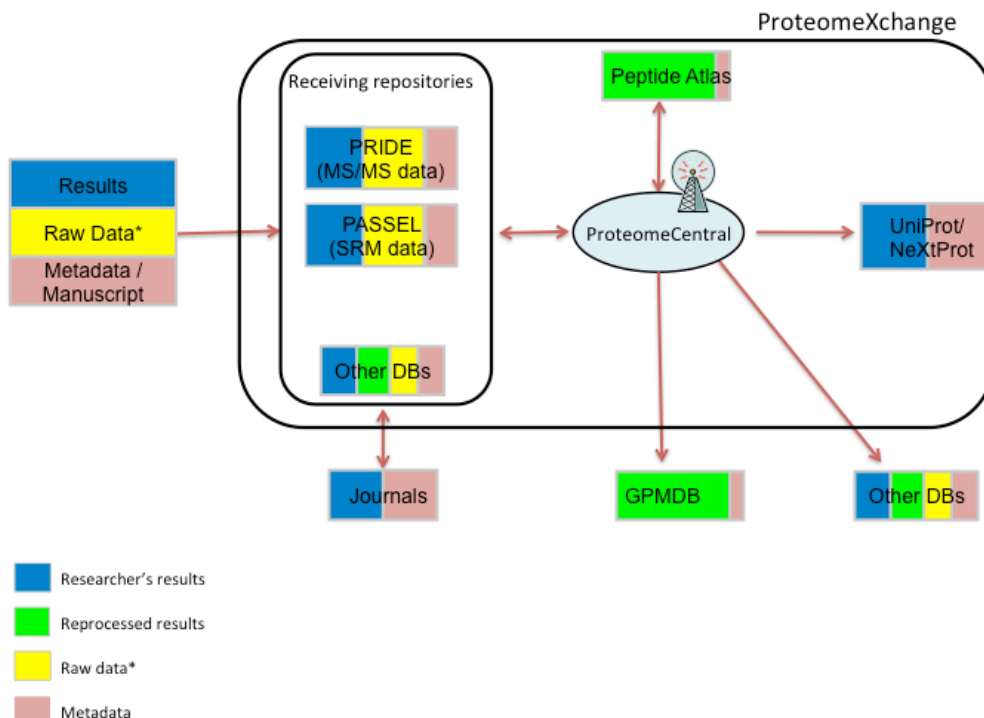 ProteomeXchange
Receiving repositories
Peptide Atlas
PRIDE
(MS/MS data)
Results
Raw Data*
Metadata /
Manuscript
PASSEL
(SRM data)
ProteomeCentral
UniProt/
NeXtProt
Other DBs
Journals
GPMDB
Other DBs
Researcher's results
Reprocessed results
Raw data*
Metadata